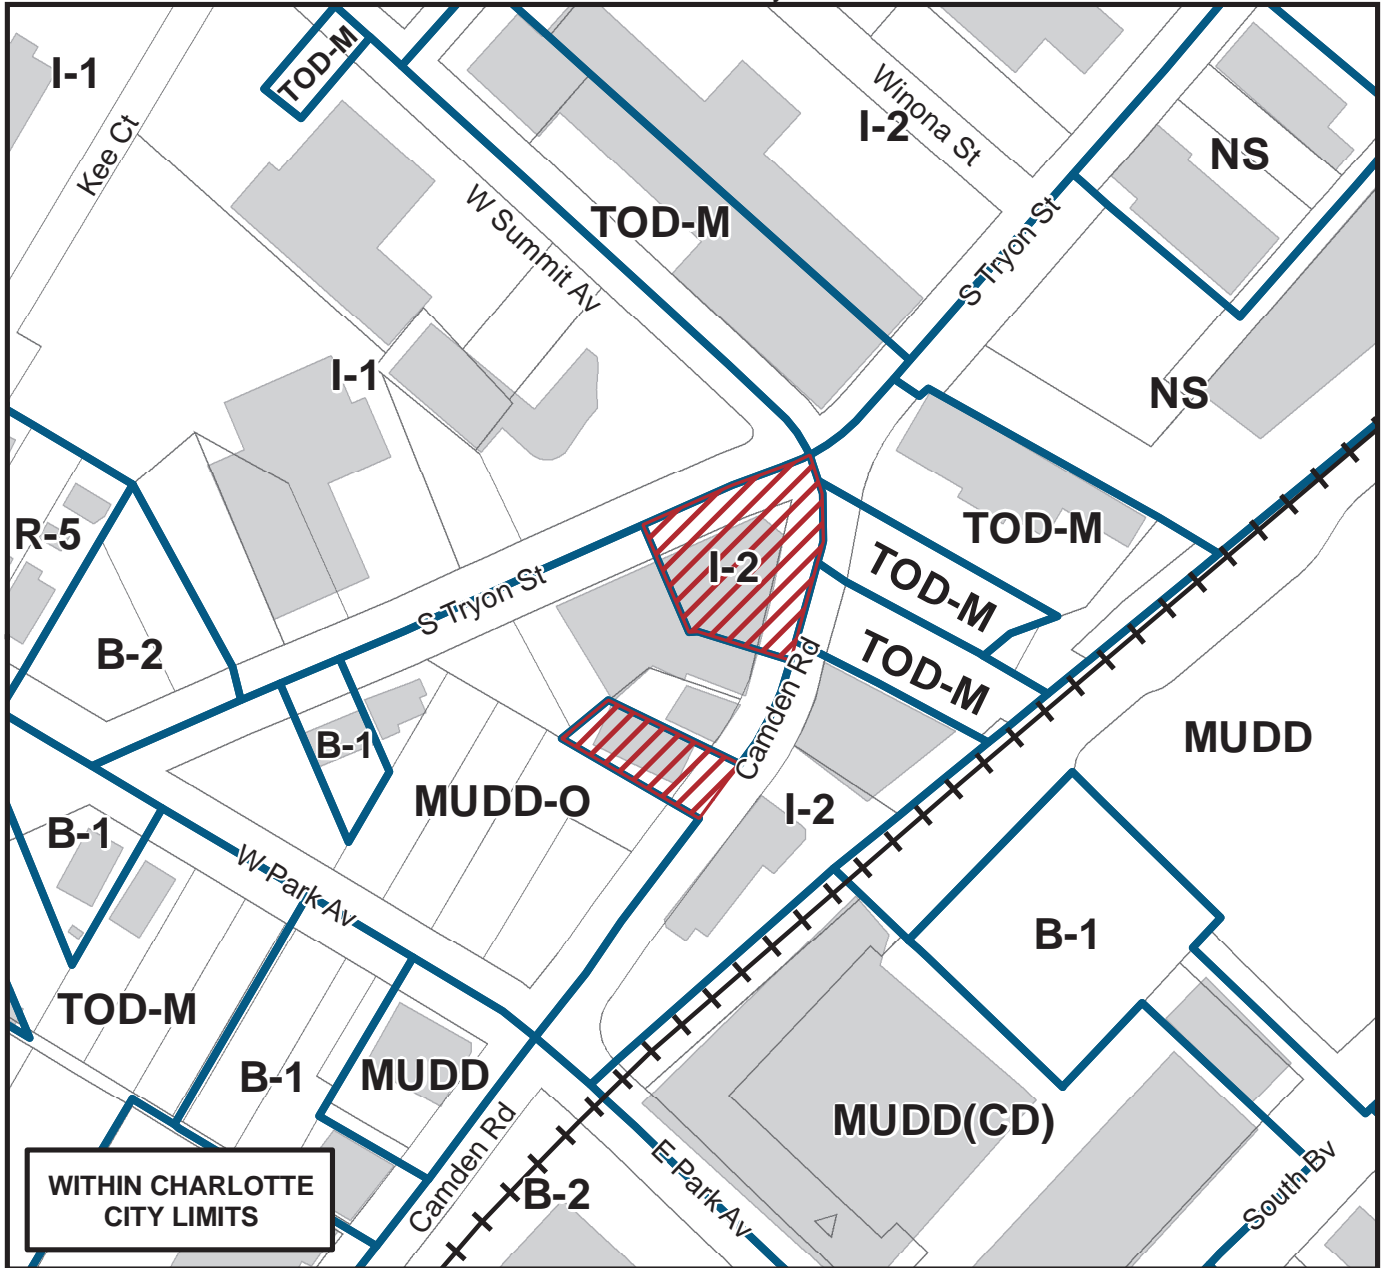 TOD-M
I-1
Kee Ct
Winona St
I-2
NS
W Summit Av
TOD-M
S Tryon St
I-1
NS
R-5
I-2
TOD-M
TOD-M
S Tryon St
B-2
TOD-M
Camden Rd
B-1
MUDD
MUDD-O
I-2
B-1
W Park Av
B-1
TOD-M
B-1
MUDD
MUDD(CD)
Camden Rd
E Park Av
B-2
South Bv
WITHIN CHARLOTTE
CITY LIMITS